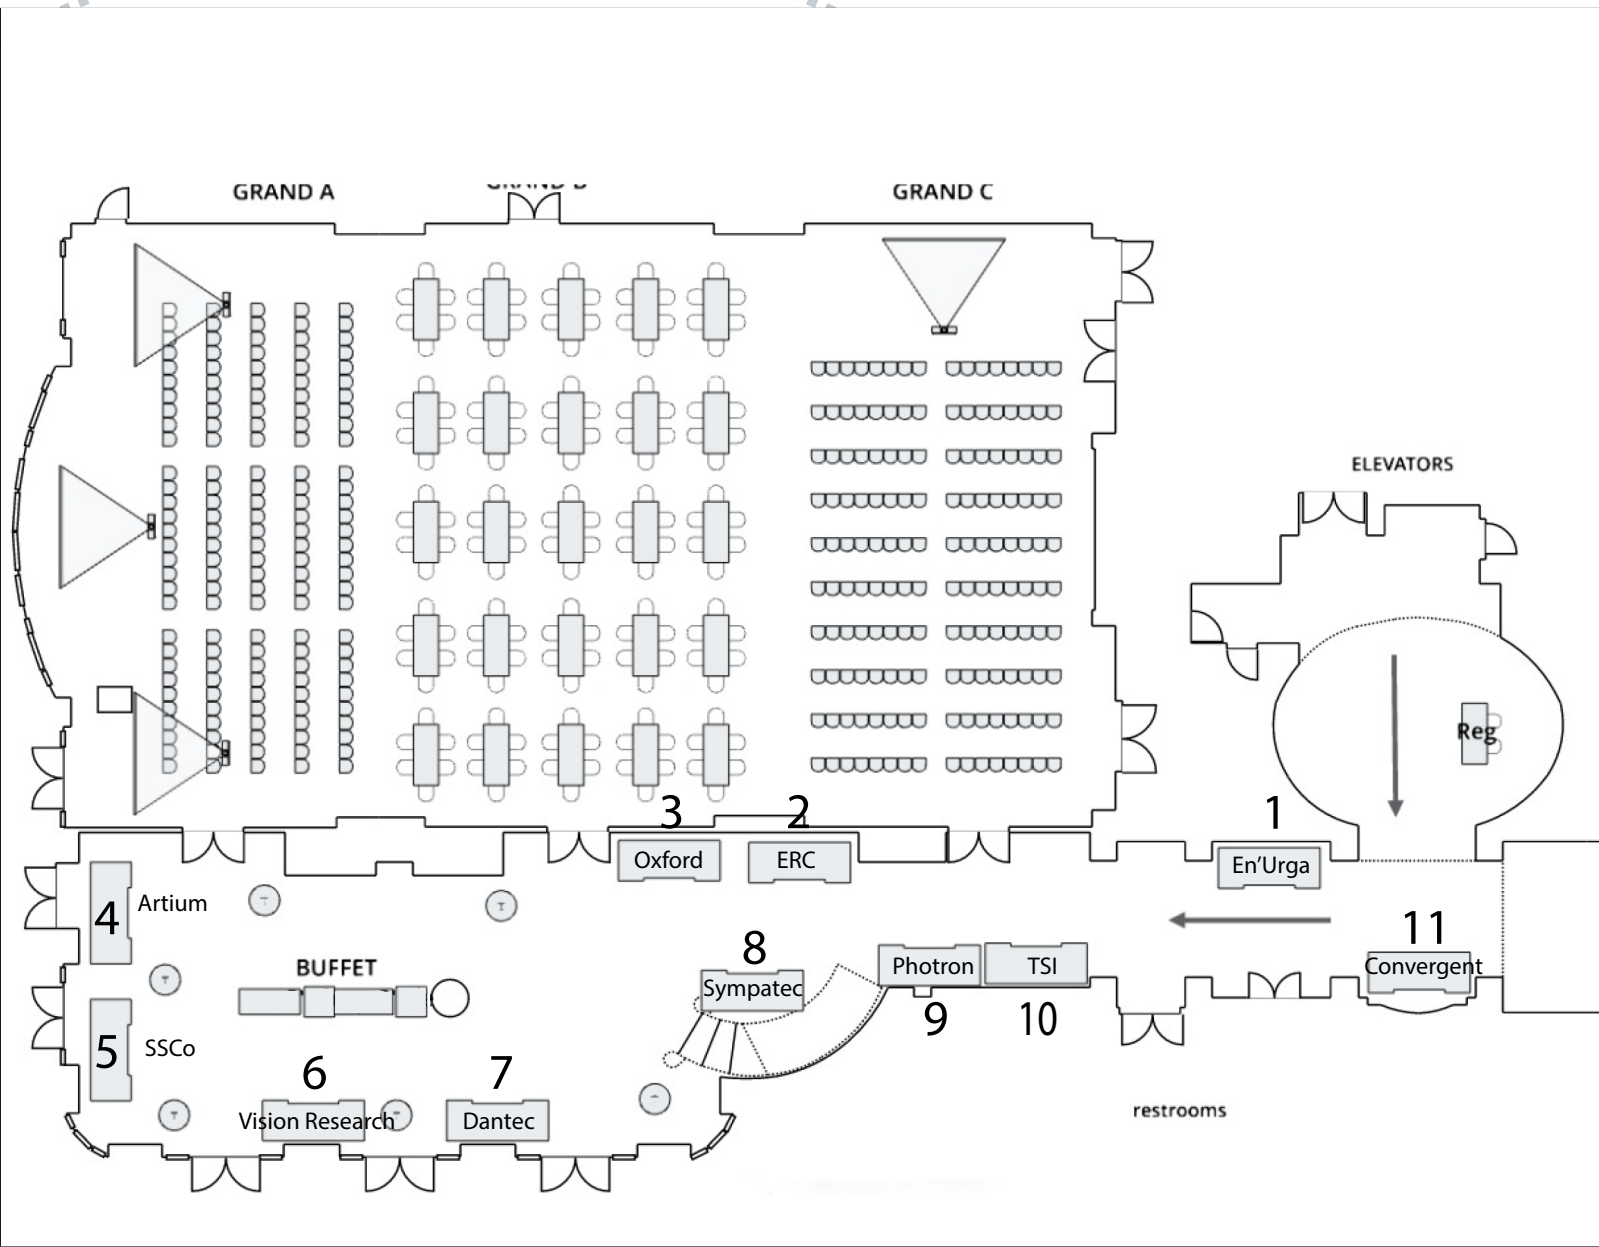 GRAND A
GRAND B
GRAND C
ELEVATORS
Reg
3
2
1
Oxford
ERC
En'Urga
4
Artium
11
8
BUFFET
Photron
TSI
Convergent
Sympatec
9
10
5
SSCo
6
7
Vision Research
Dantec
restrooms